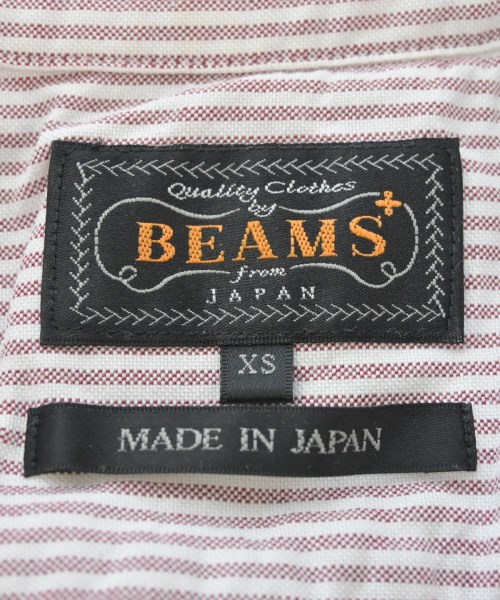 Quality Clothes
by
BEAMS+
from
JAPAN
XS
MADE IN JAPAN